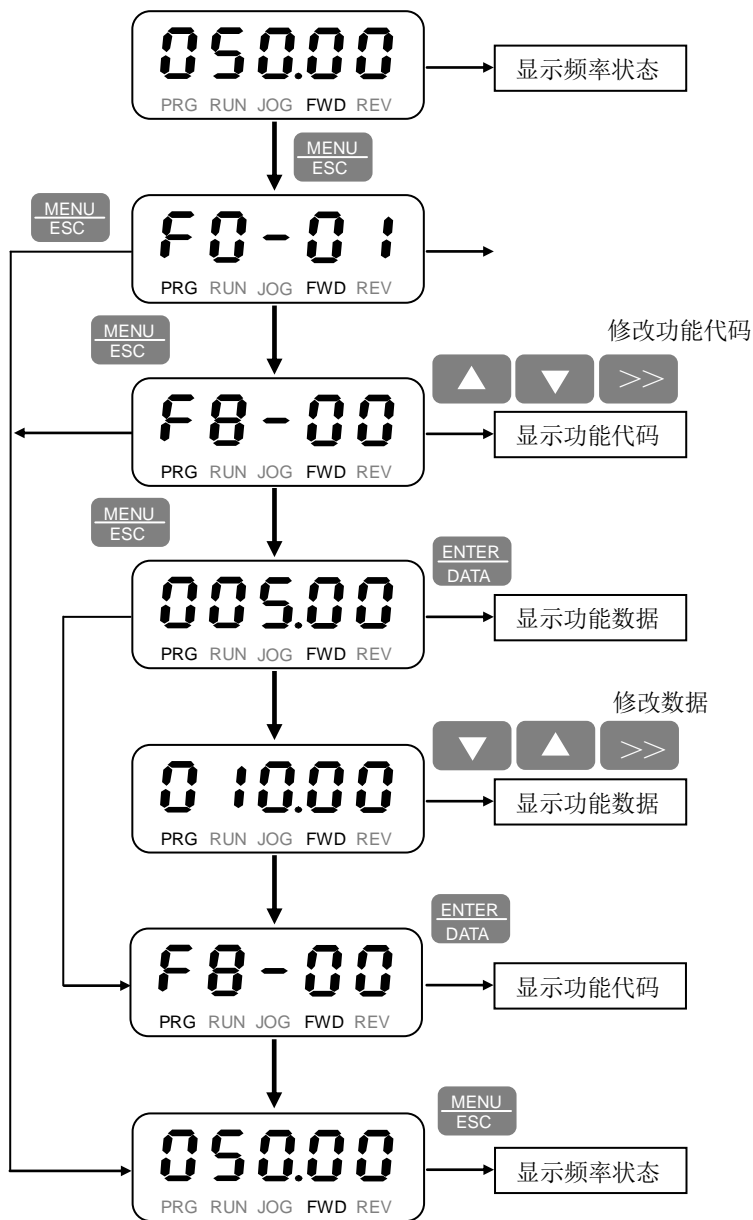 050.00
显示频率状态
PRG RUN JOG FWD REV
MENU
ESC
MENU
ESC
F0-01
PRG RUN JOG FWD REV
MENU
ESC
修改功能代码
>>
F8-00
显示功能代码
PRG RUN JOG FWD REV
MENU
ESC
ENTER
DATA
005.00
显示功能数据
PRG RUN JOG FWD REV
修改数据
>>
010.00
显示功能数据
PRG RUN JOG FWD REV
ENTER
DATA
F8-00
显示功能代码
PRG RUN JOG FWD REV
MENU
ESC
050.00
显示频率状态
PRG RUN JOG FWD REV